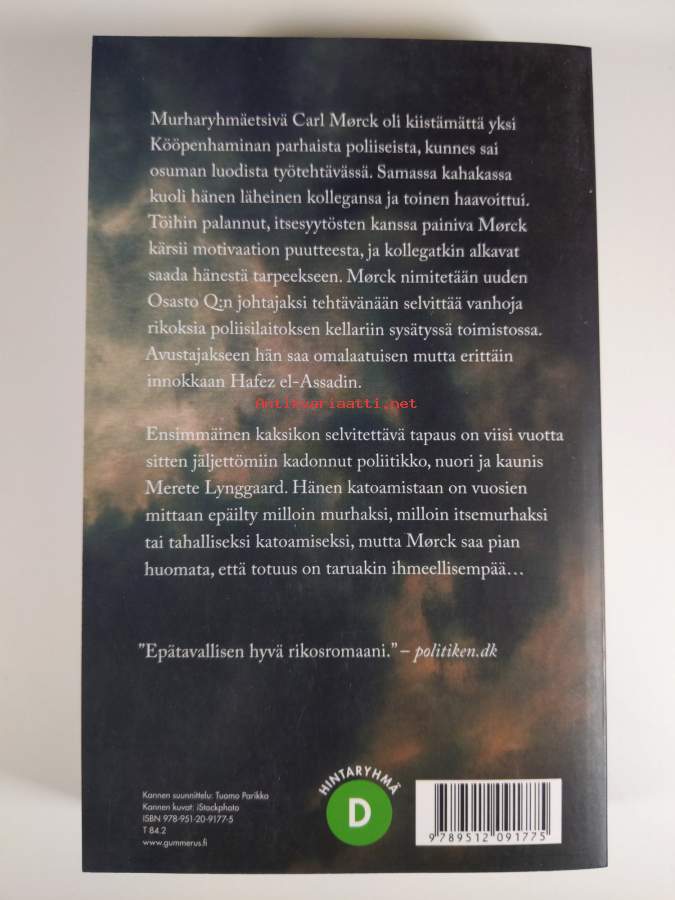 Murharyhmäetsivä Carl Mørck oli kiistämättä yksi
Kööpenhaminan parhaista poliiseista, kunnes sai
osuman luodista työtehtävässä. Samassa kahakassa
kuoli hänen läheinen kollegansa ja toinen haavoittui.
Töihin palannut, itsesyytösten kanssa painiva Mørck
kärsii motivaation puutteesta, ja kollegatkin alkavat
saada hänestä tarpeekseen. Mørck nimitetään uuden
Osasto Q:n johtajaksi tehtävänään selvittää vanhoja
rikoksia poliisilaitoksen kellariin sysätyssä toimistossa.
Avustajakseen hän saa omalaatuisen mutta erittäin
innokkaan Hafez el-Assadin.
Antikvariaatti.net
Ensimmäinen kaksikon selvitettävä tapaus on viisi vuotta
sitten jäljettömiin kadonnut poliitikko, nuori ja kaunis
Merete Lynggaard. Hänen katoamistaan on vuosien
mittaan epäilty milloin murhaksi, milloin itsemurhaksi
tai tahalliseksi katoamiseksi, mutta Mørck saa pian
huomata, että totuus on taruakin ihmeellisempää…
"Epätavallisen hyvä rikosromaani." – politiken.dk
Kannen suunnittelu: Tuomo Parikka
Kannen kuvat: iStockphoto
ISBN 978-951-20-9177-5
T 84.2
www.gummerus.fi
HINTARYHMÄ
D
9789512091775